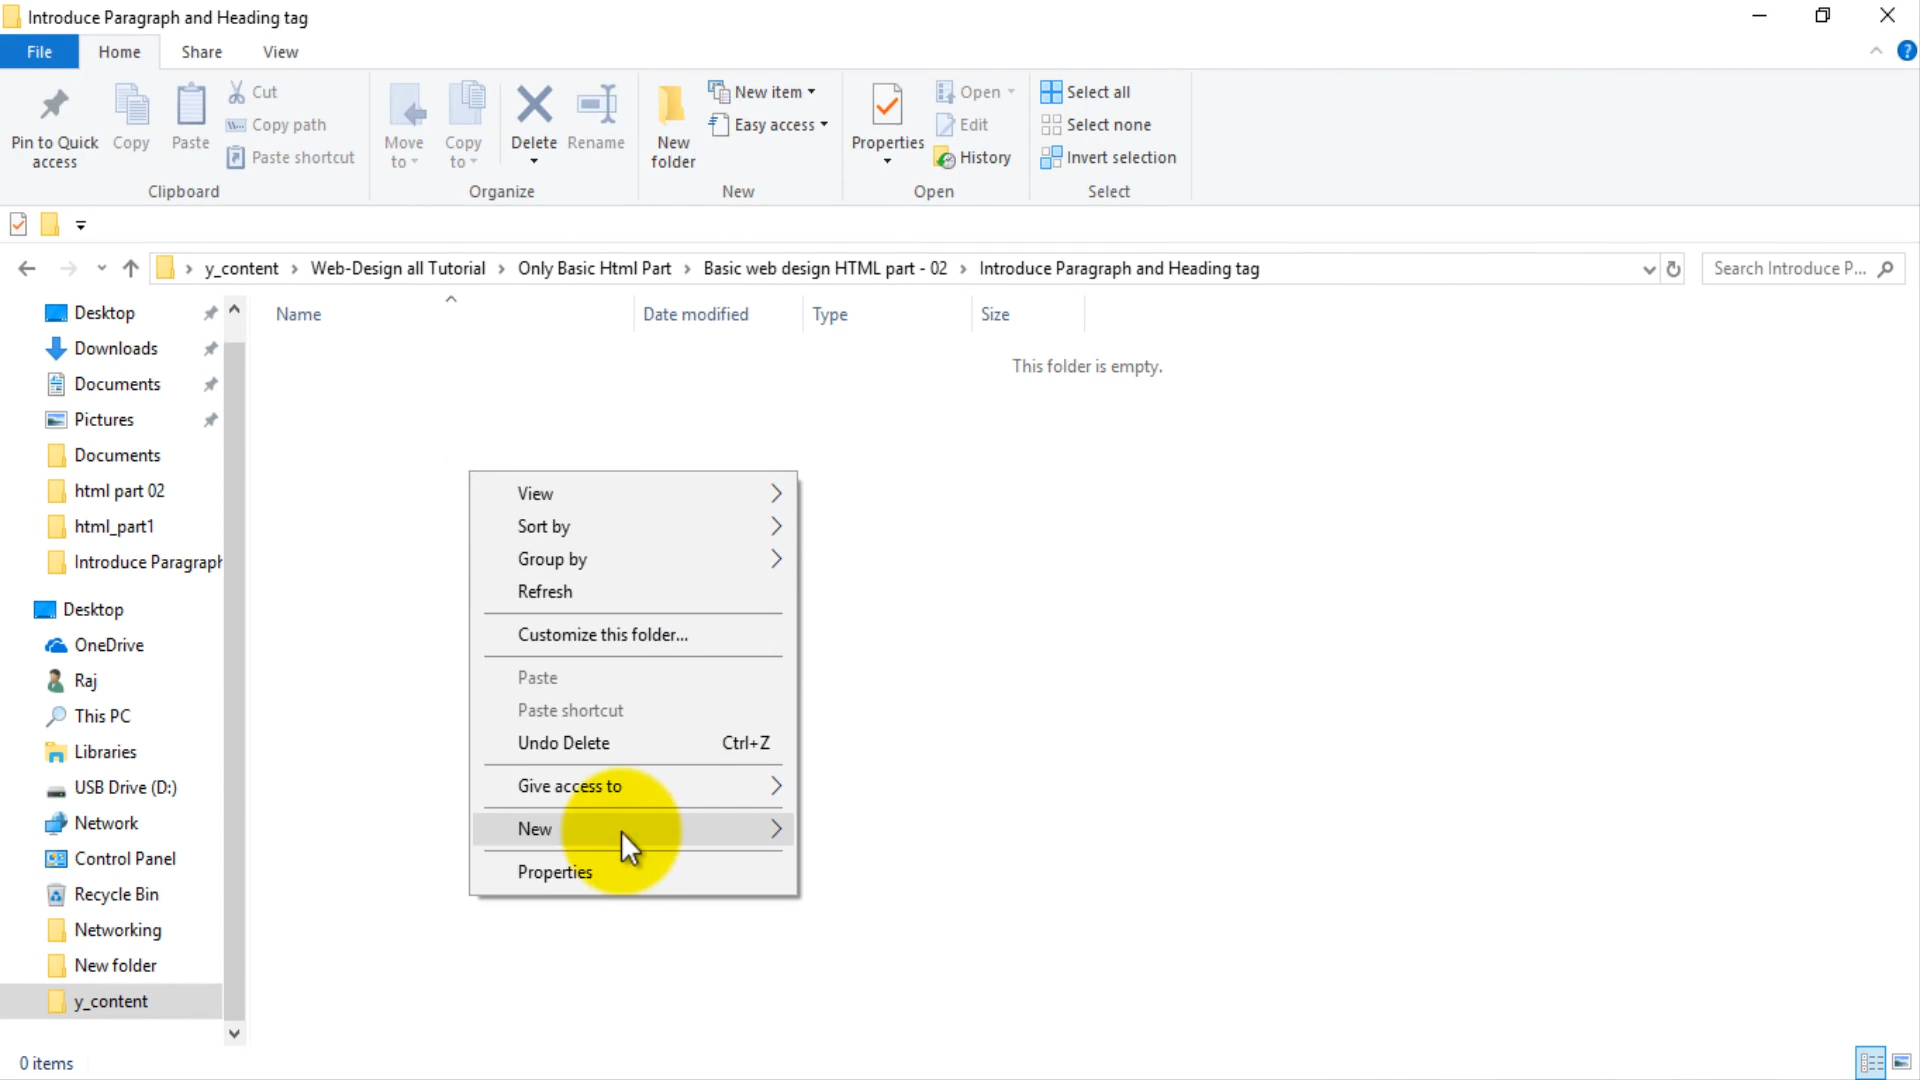 Introduce Paragraph and Heading tag
File Home Share View
Pin to Quick access
Copy
Paste
Cut
Copy path
Paste shortcut
Clipboard
Move to
Copy to
Delete
Rename
Organize
New folder
New item
Easy access
New
Properties
Open
Edit
History
Open
Select all
Select none
Invert selection
Select
y_content > Web-Design all Tutorial > Only Basic Html Part > Basic web design HTML part - 02 > Introduce Paragraph and Heading tag
Search Introduce P...
Name Date modified Type Size
This folder is empty.
Desktop
Downloads
Documents
Pictures
Documents
html part 02
html_part1
Introduce Paragraph
Desktop
OneDrive
Raj
This PC
Libraries
USB Drive (D:)
Network
Control Panel
Recycle Bin
Networking
New folder
y_content
View
Sort by
Group by
Refresh
Customize this folder...
Paste
Paste shortcut
Undo Delete Ctrl+Z
Give access to
New
Properties
0 items